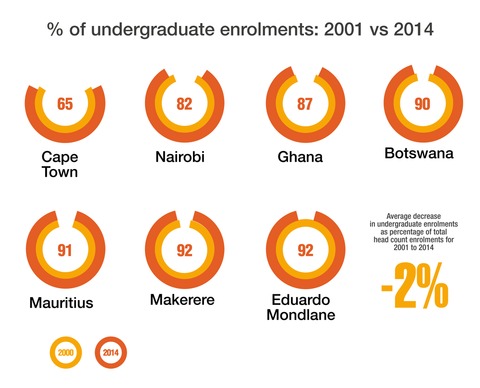 % of undergraduate enrolments: 2001 vs 2014
65
82
87
90
Cape
Town
Nairobi
Ghana
Botswana
91
92
92
Mauritius
Makerere
Eduardo
Mondlane
Average decrease
in undergraduate enrolments
as percentage of total
head count enrolments for
2001 to 2014
-2%
2000
2014